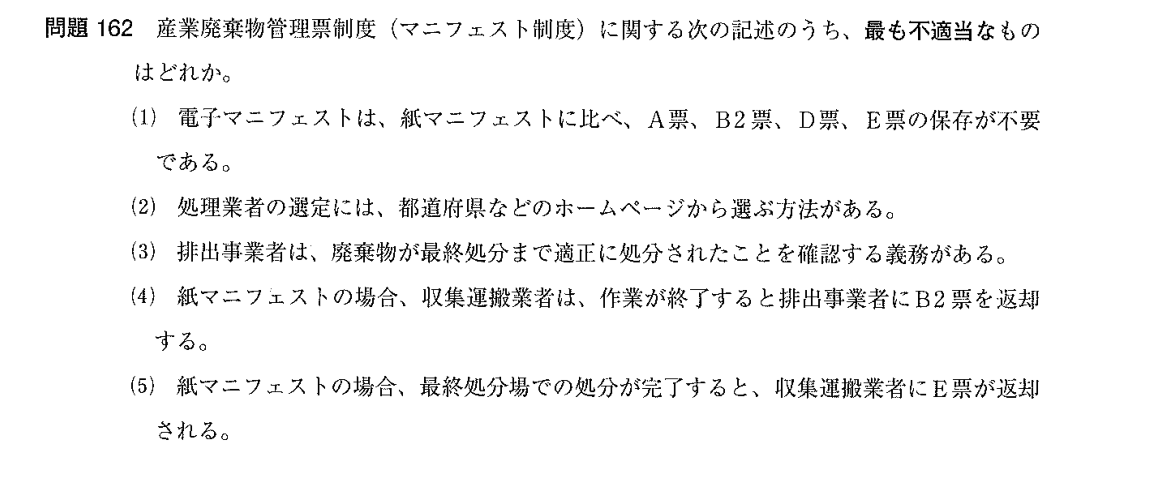 問題 162　産業廃棄物管理票制度（マニフェスト制度）に関する次の記述のうち、最も不適当なもの
はどれか。
(1)　電子マニフェストは、紙マニフェストに比べ、A票、B2票、D票、E票の保存が不要
である。
(2)　処理業者の選定には、都道府県などのホームページから選ぶ方法がある。
(3)　排出事業者は、廃棄物が最終処分まで適正に処分されたことを確認する義務がある。
(4)　紙マニフェストの場合、収集運搬業者は、作業が終了すると排出事業者にB2票を返却
する。
(5)　紙マニフェストの場合、最終処分場での処分が完了すると、収集運搬業者にE票が返却
される。